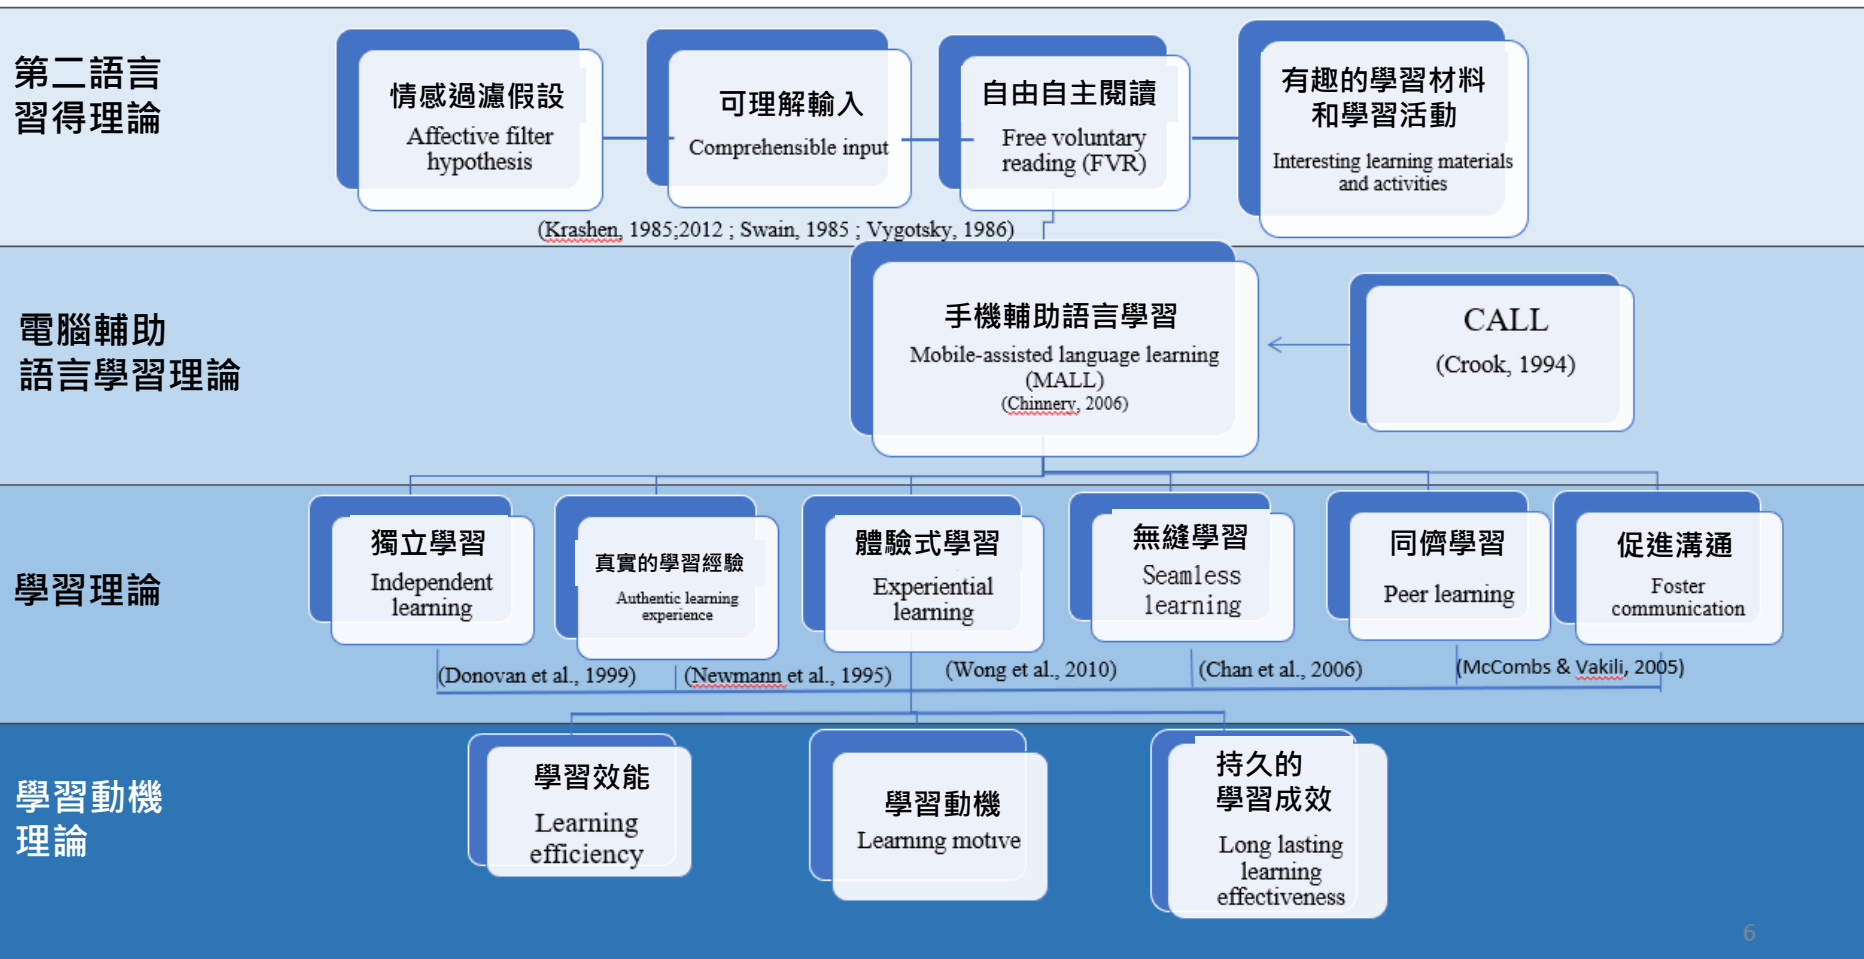 第二語言
習得理論
情感過濾假設
Affective filter
hypothesis
可理解輸入
Comprehensible input
自由自主閱讀
Free voluntary
reading (FVR)
有趣的學習材料
和學習活動
Interesting learning materials
and activities
(Krashen, 1985;2012 ; Swain, 1985 ; Vygotsky, 1986)
電腦輔助
語言學習理論
手機輔助語言學習
Mobile-assisted language learning
(MALL)
(Chinnery, 2006)
CALL
(Crook, 1994)
學習理論
獨立學習
Independent
learning
真實的學習經驗
Authentic learning
experience
體驗式學習
Experiential
learning
無縫學習
Seamless
learning
同儕學習
Peer learning
促進溝通
Foster
communication
(Donovan et al., 1999)
(Newmann et al., 1995)
(Wong et al., 2010)
(Chan et al., 2006)
(McCombs & Vakili, 2005)
學習動機
理論
學習效能
Learning
efficiency
學習動機
Learning motive
持久的
學習成效
Long lasting
learning
effectiveness
6